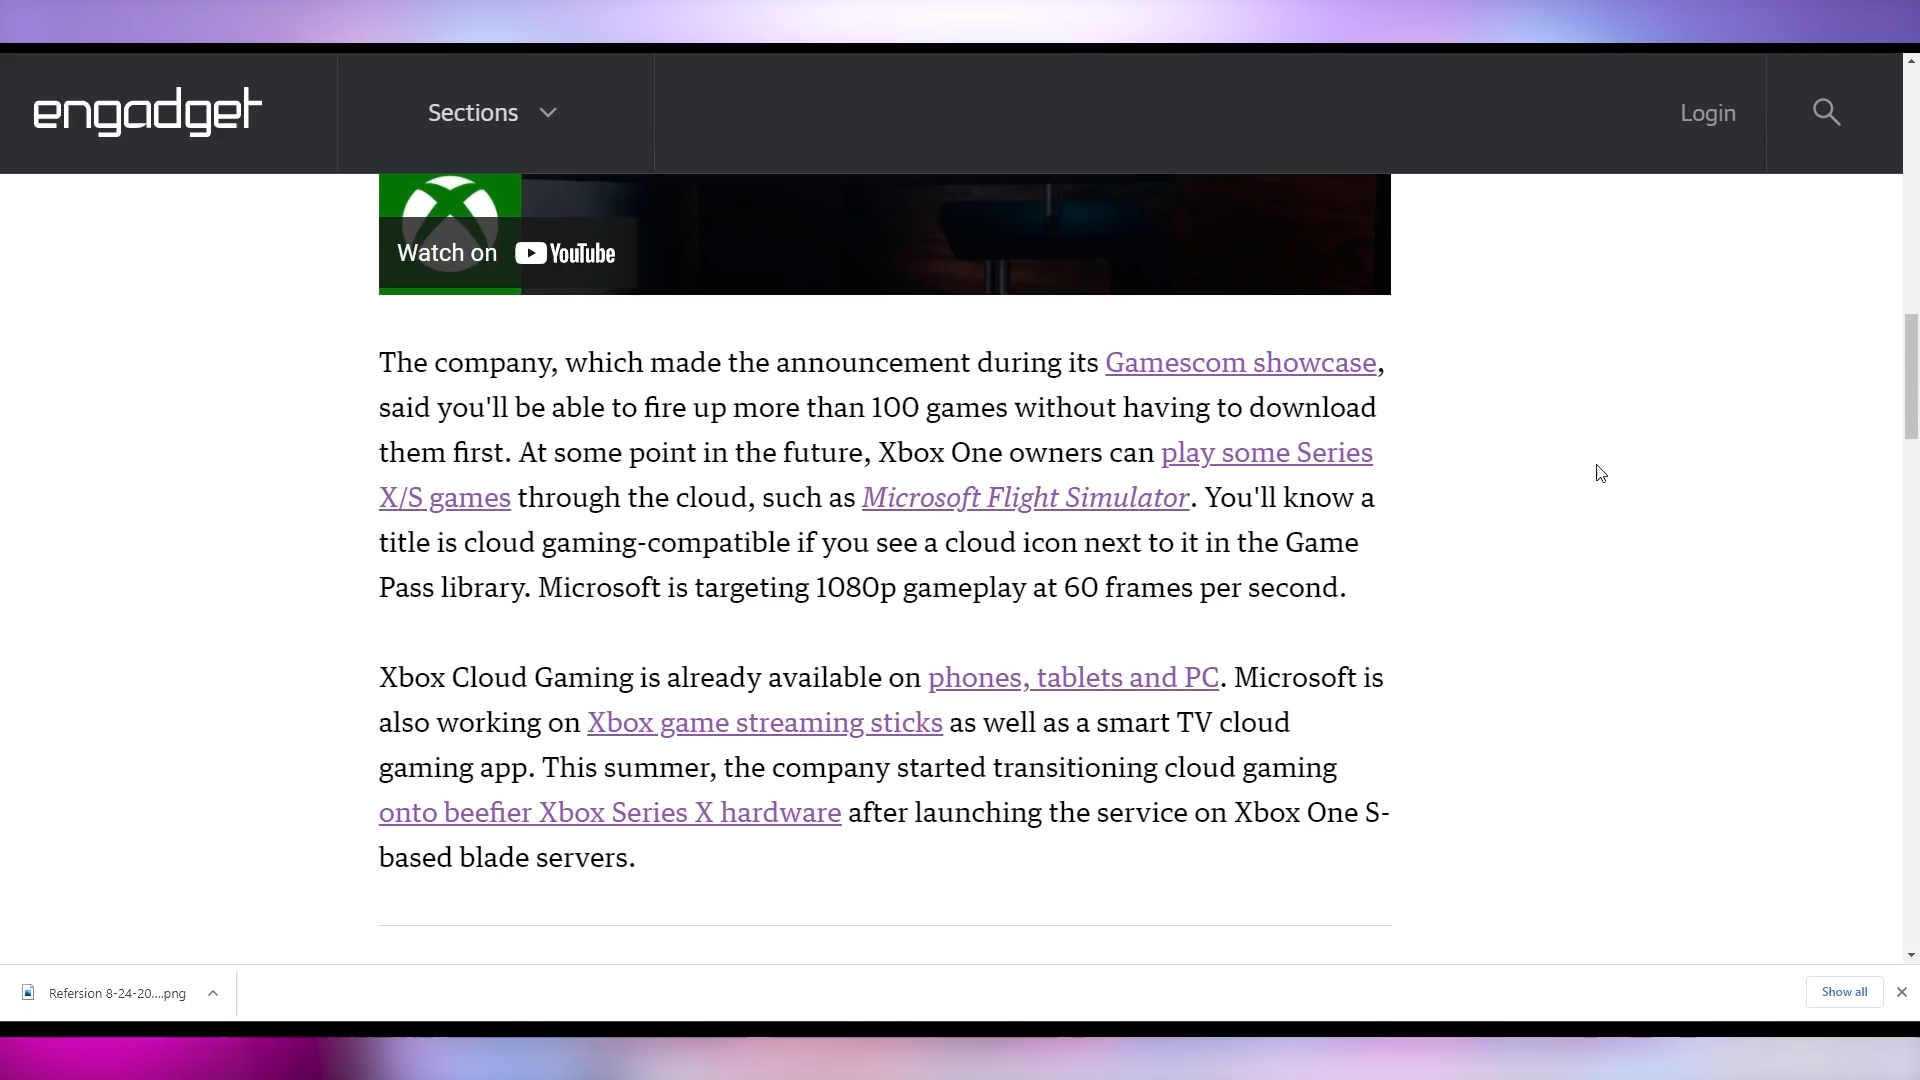 engadget
Sections
Login
Watch on YouTube
The company, which made the announcement during its Gamescom showcase,
said you'll be able to fire up more than 100 games without having to download
them first. At some point in the future, Xbox One owners can play some Series
X/S games through the cloud, such as Microsoft Flight Simulator. You'll know a
title is cloud gaming-compatible if you see a cloud icon next to it in the Game
Pass library. Microsoft is targeting 1080p gameplay at 60 frames per second.
Xbox Cloud Gaming is already available on phones, tablets and PC. Microsoft is
also working on Xbox game streaming sticks as well as a smart TV cloud
gaming app. This summer, the company started transitioning cloud gaming
onto beefier Xbox Series X hardware after launching the service on Xbox One S-
based blade servers.
Refersion 8-24-20....png
Show all